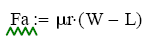 Fa := μr·(W − L)